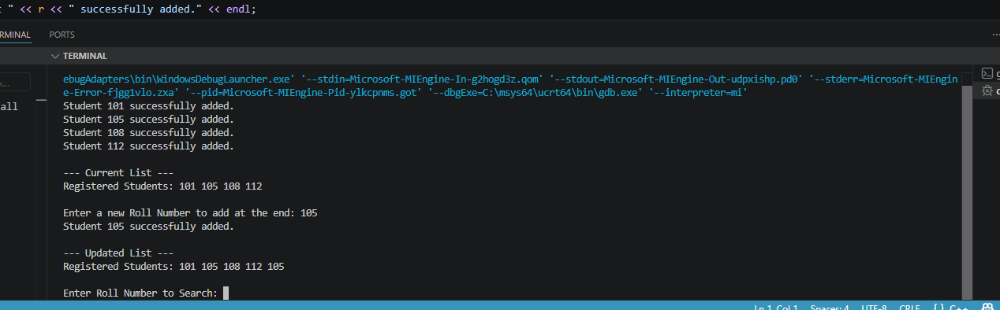 " << r << " successfully added." << endl;
RMINAL PORTS ...
TERMINAL
ebugAdapters\bin\WindowsDebugLauncher.exe' '--stdin=Microsoft-MIEngine-In-g2hogd3z.qom' '--stdout=Microsoft-MIEngine-Out-udpxishp.pd0' '--stderr=Microsoft-MIEngin
e-Error-fjgg1vlo.zxa' '--pid=Microsoft-MIEngine-Pid-ylkcpnms.got' '--dbgExe=C:\msys64\ucrt64\bin\gdb.exe' '--interpreter=mi'
all
Student 101 successfully added.
Student 105 successfully added.
Student 108 successfully added.
Student 112 successfully added.
--- Current List ---
Registered Students: 101 105 108 112
Enter a new Roll Number to add at the end: 105
Student 105 successfully added.
--- Updated List ---
Registered Students: 101 105 108 112 105
Enter Roll Number to Search:
Ln 1, Col 1 Spaces: 4 UTF-8 CRLF { } C++